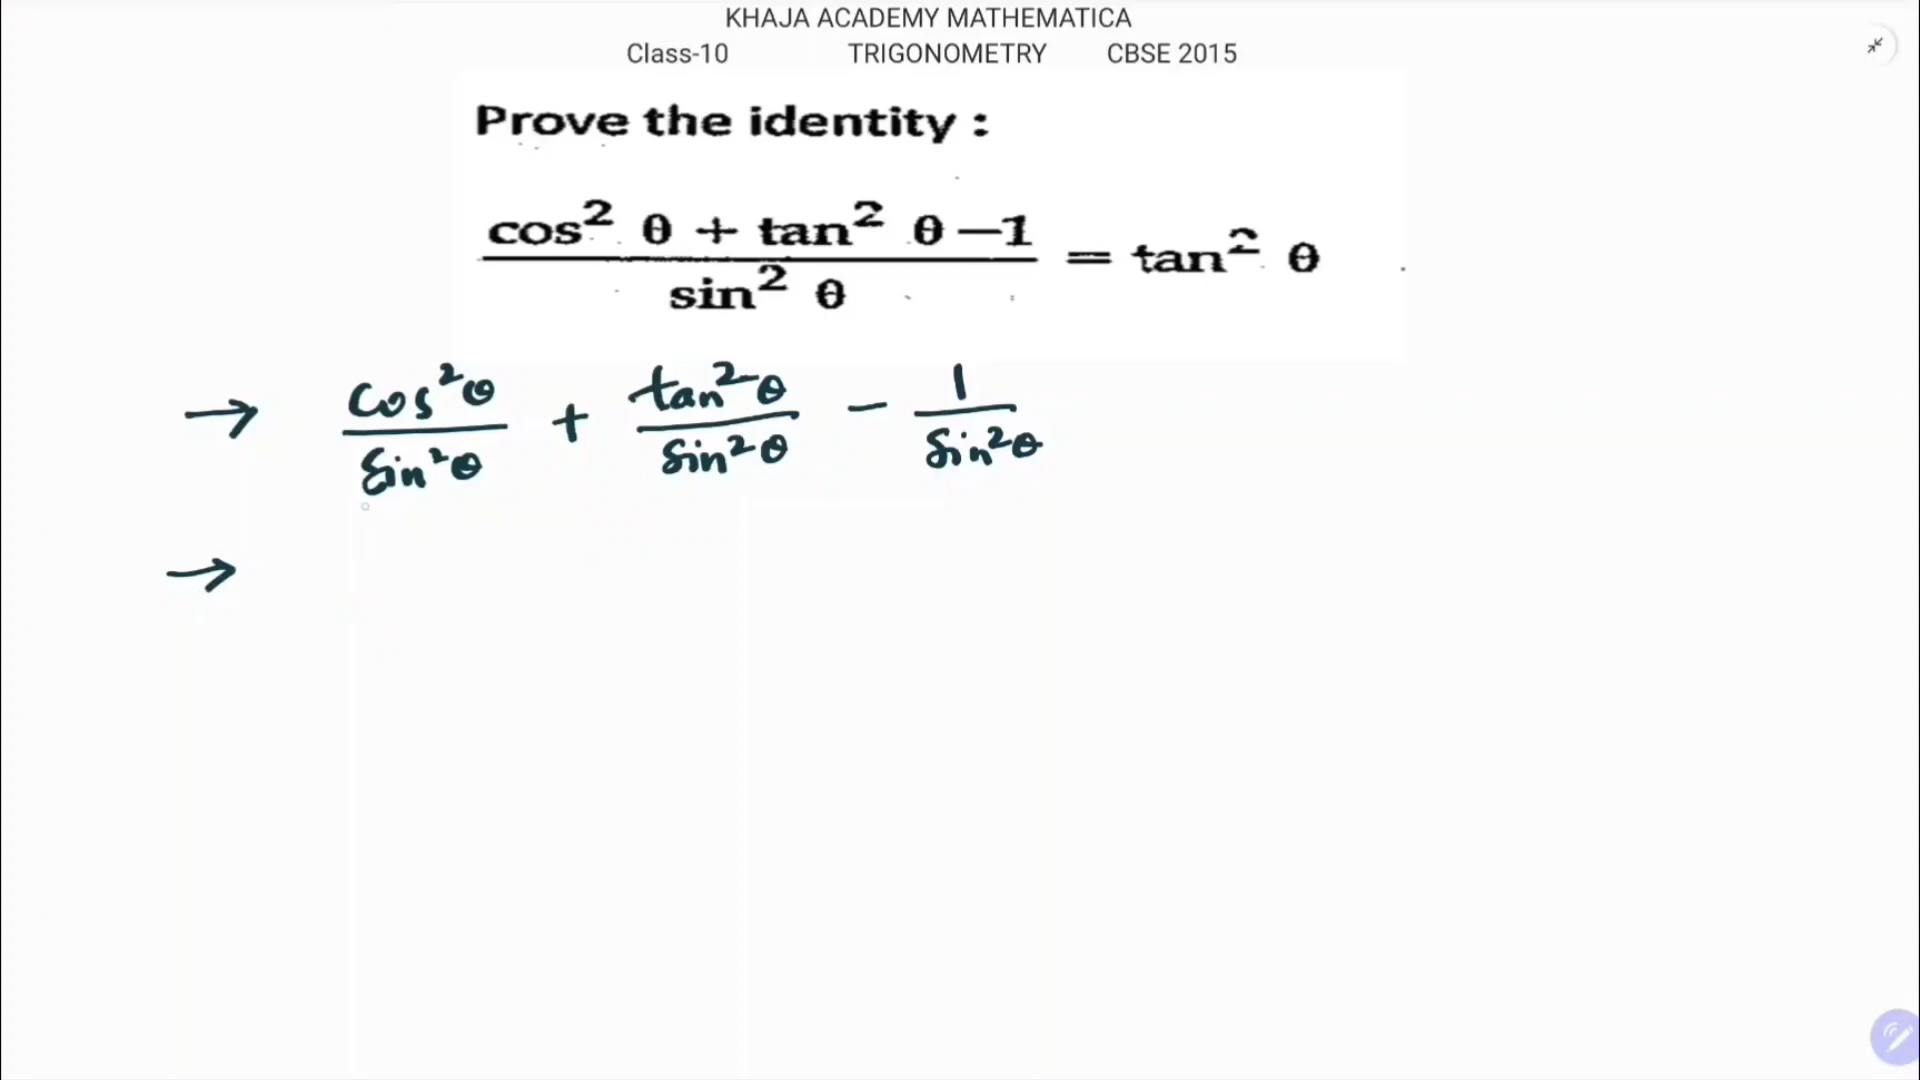 KHAJA ACADEMY MATHEMATICA
Class-10 TRIGONOMETRY CBSE 2015
Prove the identity :
cos² θ + tan² θ −1 / sin² θ = tan² θ
→ cos²θ / sin²θ + tan²θ / sin²θ − 1 / sin²θ
→